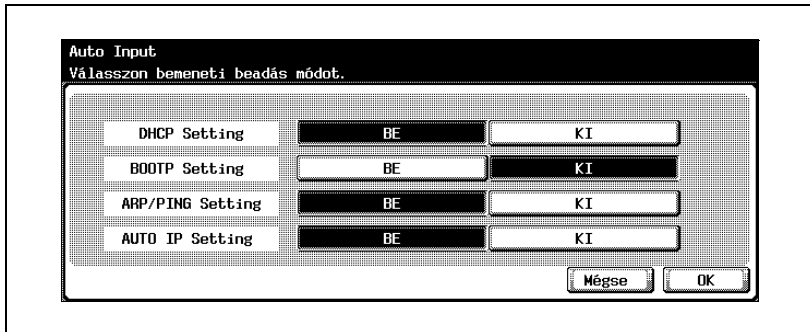 Auto Input
Válasszon bemeneti beadás módot.
DHCP Setting BE KI
BOOTP Setting BE KI
ARP/PING Setting BE KI
AUTO IP Setting BE KI
Mégse OK